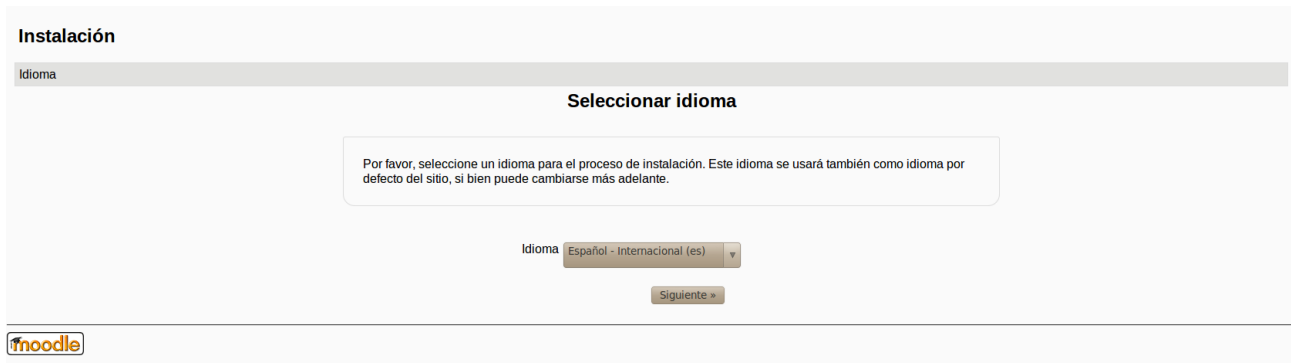 Instalación
Idioma
Seleccionar idioma
Por favor, seleccione un idioma para el proceso de instalación. Este idioma se usará también como idioma por
defecto del sitio, si bien puede cambiarse más adelante.
Idioma Español - Internacional (es)
Siguiente »
moodle